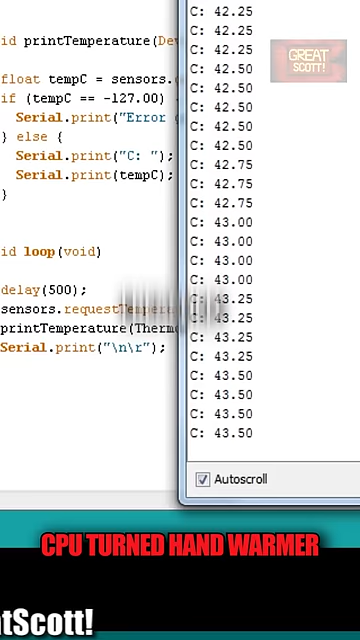 id printTemperature(Dev
float tempC = sensors.
if (tempC == -127.00)
Serial.print("Error
} else {
Serial.print("C: ");
Serial.print(tempC);
}
id loop(void)
delay(500);
sensors.requestTemper
printTemperature(Thermo
Serial.print("\n\r");
C: 42.25
C: 42.25
C: 42.25
C: 42.50
C: 42.50
C: 42.50
C: 42.50
C: 42.50
C: 42.75
C: 42.75
C: 42.75
C: 43.00
C: 43.00
C: 43.00
C: 43.00
C: 43.25
C: 43.25
C: 43.25
C: 43.25
C: 43.50
C: 43.50
C: 43.50
C: 43.50
Autoscroll
GREAT
SCOTT!
CPU TURNED HAND WARMER
atScott!